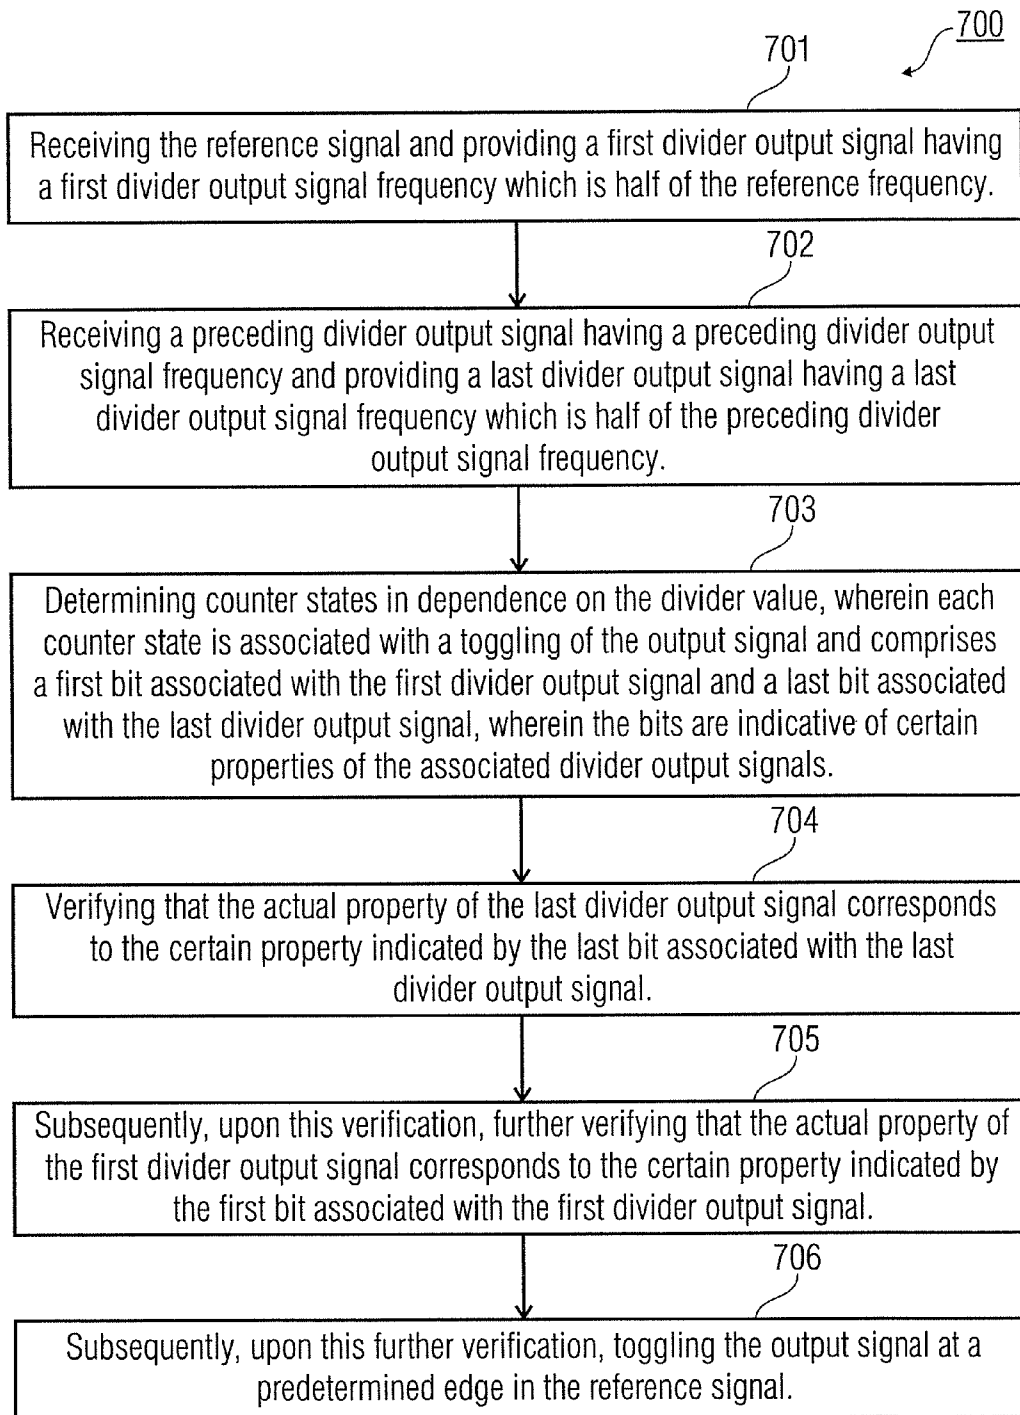 700
701
Receiving the reference signal and providing a first divider output signal having
a first divider output signal frequency which is half of the reference frequency.
702
Receiving a preceding divider output signal having a preceding divider output
signal frequency and providing a last divider output signal having a last
divider output signal frequency which is half of the preceding divider
output signal frequency.
703
Determining counter states in dependence on the divider value, wherein each
counter state is associated with a toggling of the output signal and comprises
a first bit associated with the first divider output signal and a last bit associated
with the last divider output signal, wherein the bits are indicative of certain
properties of the associated divider output signals.
704
Verifying that the actual property of the last divider output signal corresponds
to the certain property indicated by the last bit associated with the last
divider output signal.
705
Subsequently, upon this verification, further verifying that the actual property of
the first divider output signal corresponds to the certain property indicated by
the first bit associated with the first divider output signal.
706
Subsequently, upon this further verification, toggling the output signal at a
predetermined edge in the reference signal.